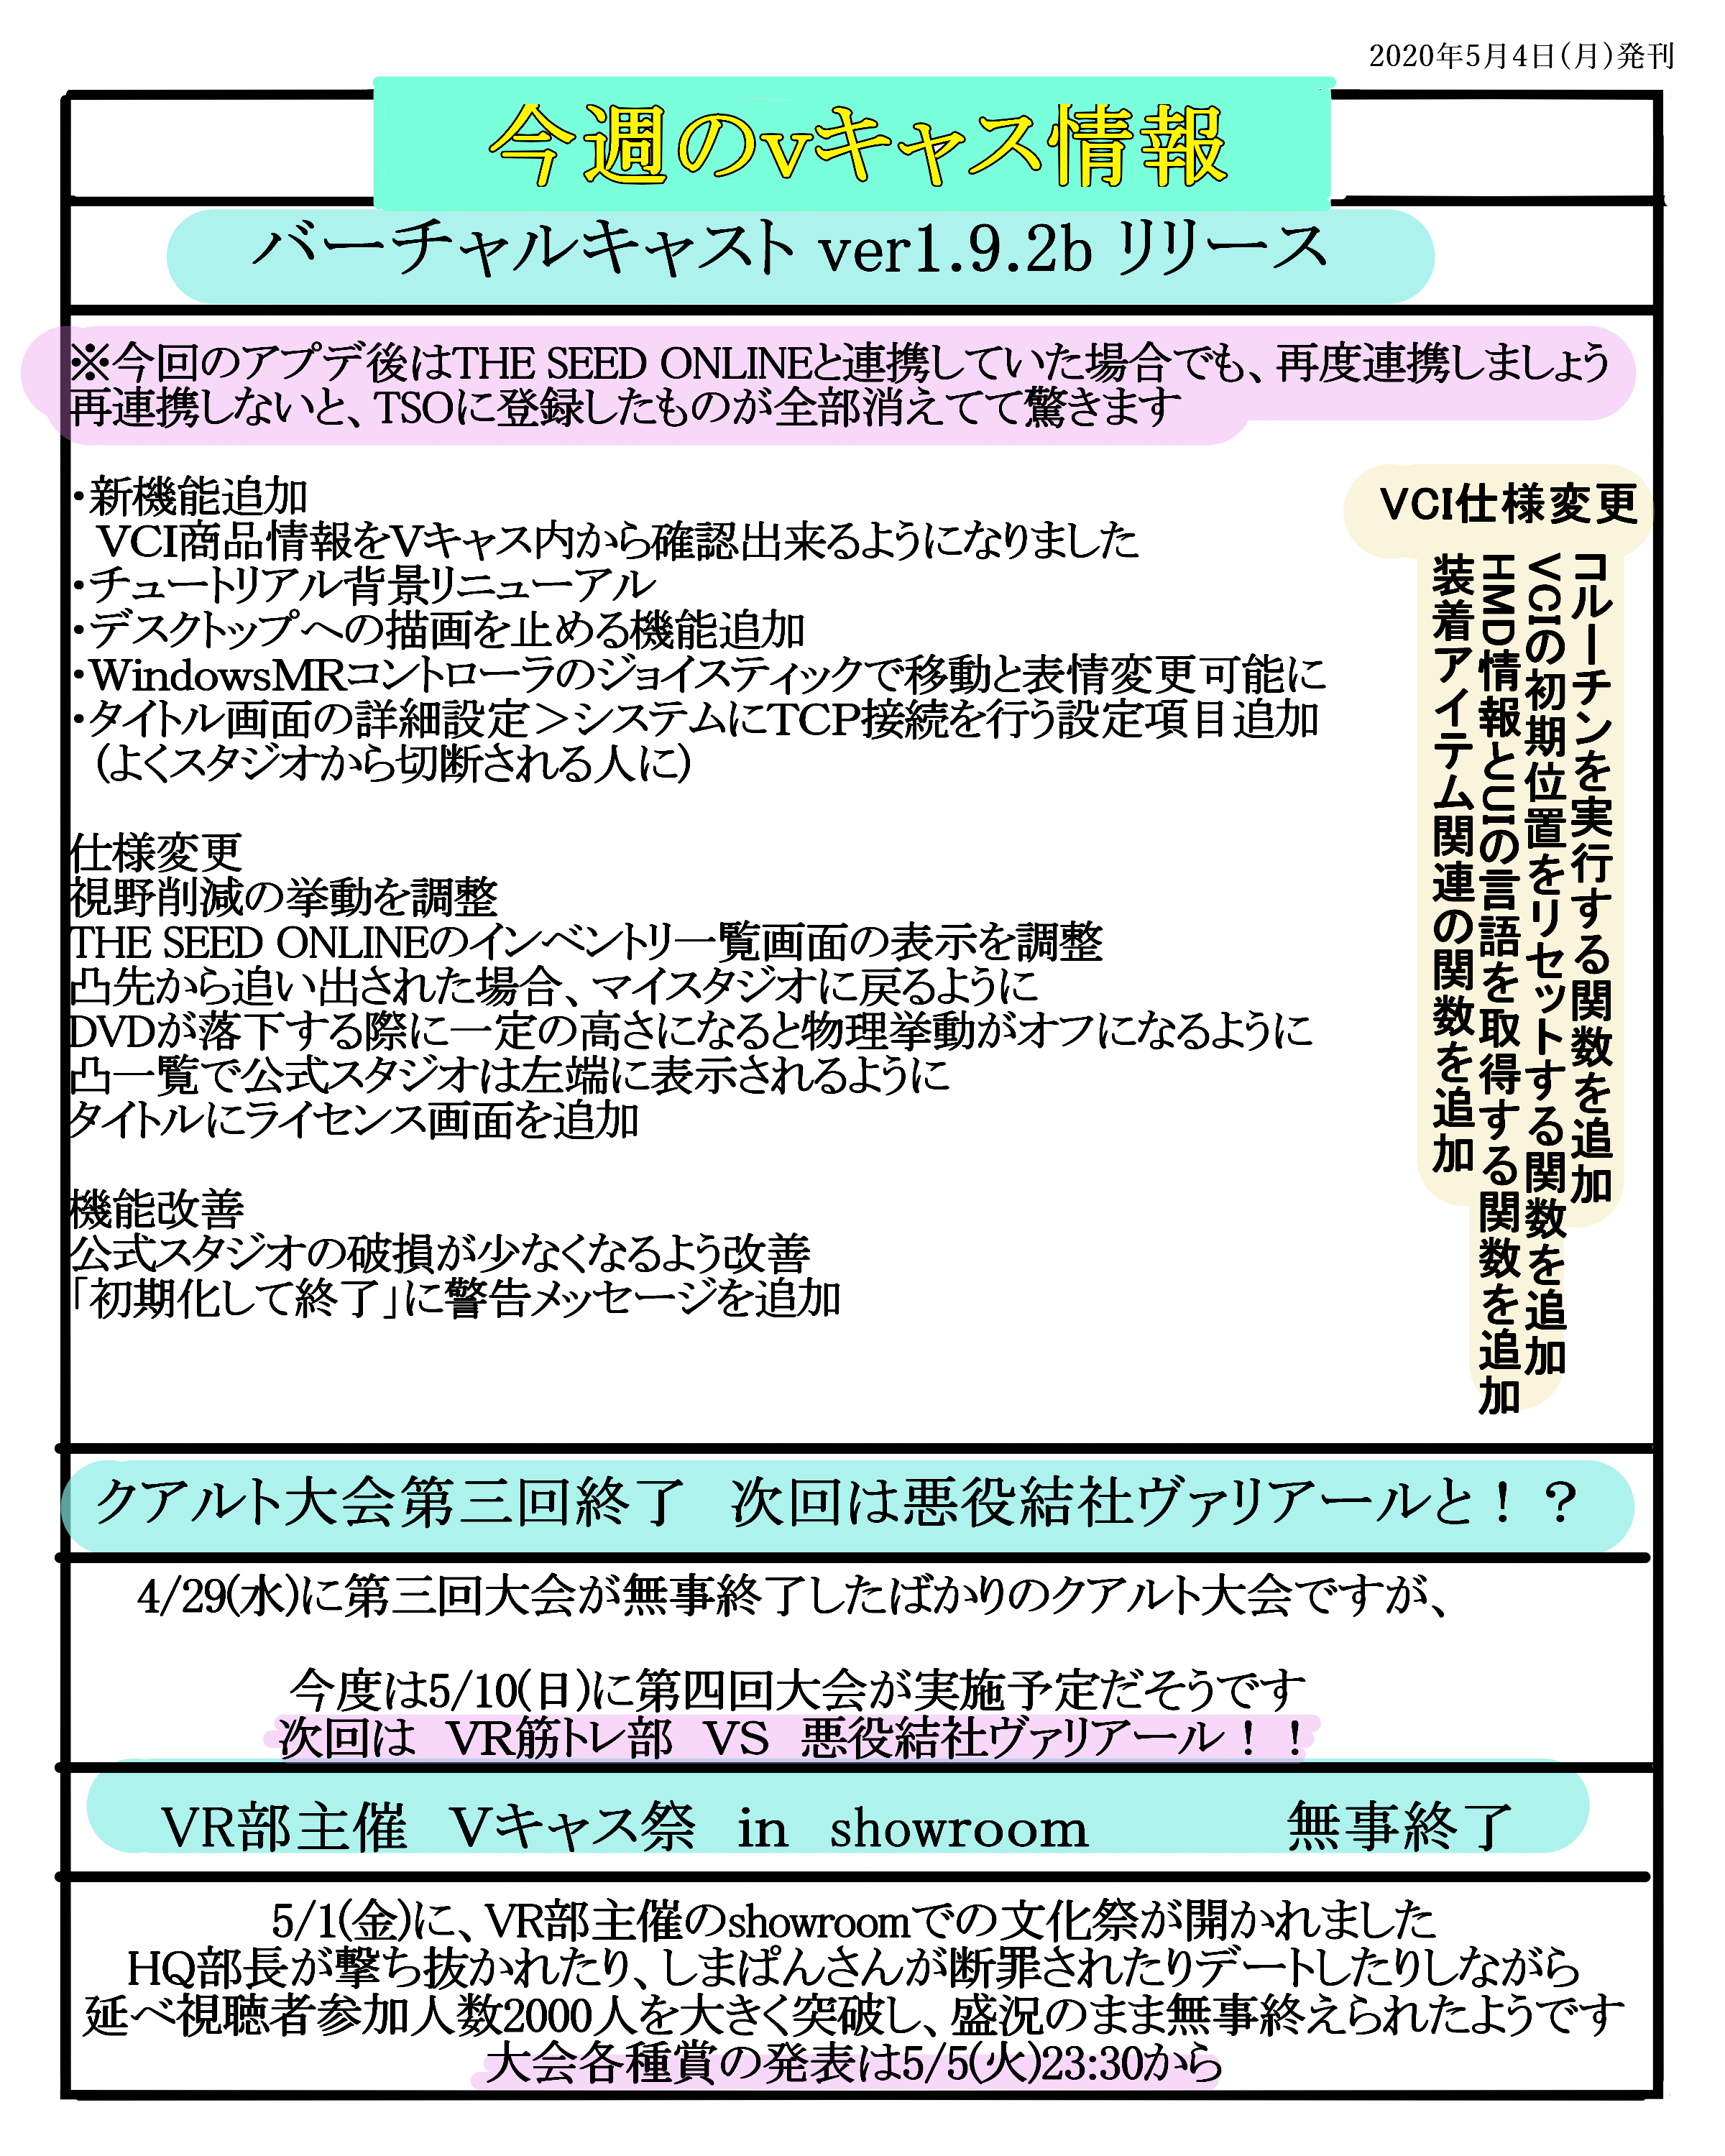 2020年5月4日(月)発刊
今週のvキャス情報
バーチャルキャスト ver1.9.2b リリース
※今回のアプデ後はTHE SEED ONLINEと連携していた場合でも、再度連携しましょう
再連携しないと、TSOに登録したものが全部消えてて驚きます
・新機能追加
VCI商品情報をVキャス内から確認出来るようになりました
・チュートリアル背景リニューアル
・デスクトップへの描画を止める機能追加
・WindowsMRコントローラのジョイスティックで移動と表情変更可能に
・タイトル画面の詳細設定＞システムにTCP接続を行う設定項目追加
(よくスタジオから切断される人に)
仕様変更
視野削減の挙動を調整
THE SEED ONLINEのインベントリ一覧画面の表示を調整
凸先から追い出された場合、マイスタジオに戻るように
DVDが落下する際に一定の高さになると物理挙動がオフになるように
凸一覧で公式スタジオは左端に表示されるように
タイトルにライセンス画面を追加
機能改善
公式スタジオの破損が少なくなるよう改善
「初期化して終了」に警告メッセージを追加
VCI仕様変更
コルーチンを実行する関数を追加
VCIの初期位置をリセットする関数を追加
HMD情報とUIの言語を取得する関数を追加
装着アイテム関連の関数を追加
クアルト大会第三回終了　次回は悪役結社ヴァリアールと！？
4/29(水)に第三回大会が無事終了したばかりのクアルト大会ですが、
今度は5/10(日)に第四回大会が実施予定だそうです
次回は　VR筋トレ部　VS　悪役結社ヴァリアール！！
VR部主催　Vキャス祭　in　showroom　　　無事終了
5/1(金)に、VR部主催のshowroomでの文化祭が開かれました
HQ部長が撃ち抜かれたり、しまぱんさんが断罪されたりデートしたりしながら
延べ視聴者参加人数2000人を大きく突破し、盛況のまま無事終えられたようです
大会各種賞の発表は5/5(火)23:30から